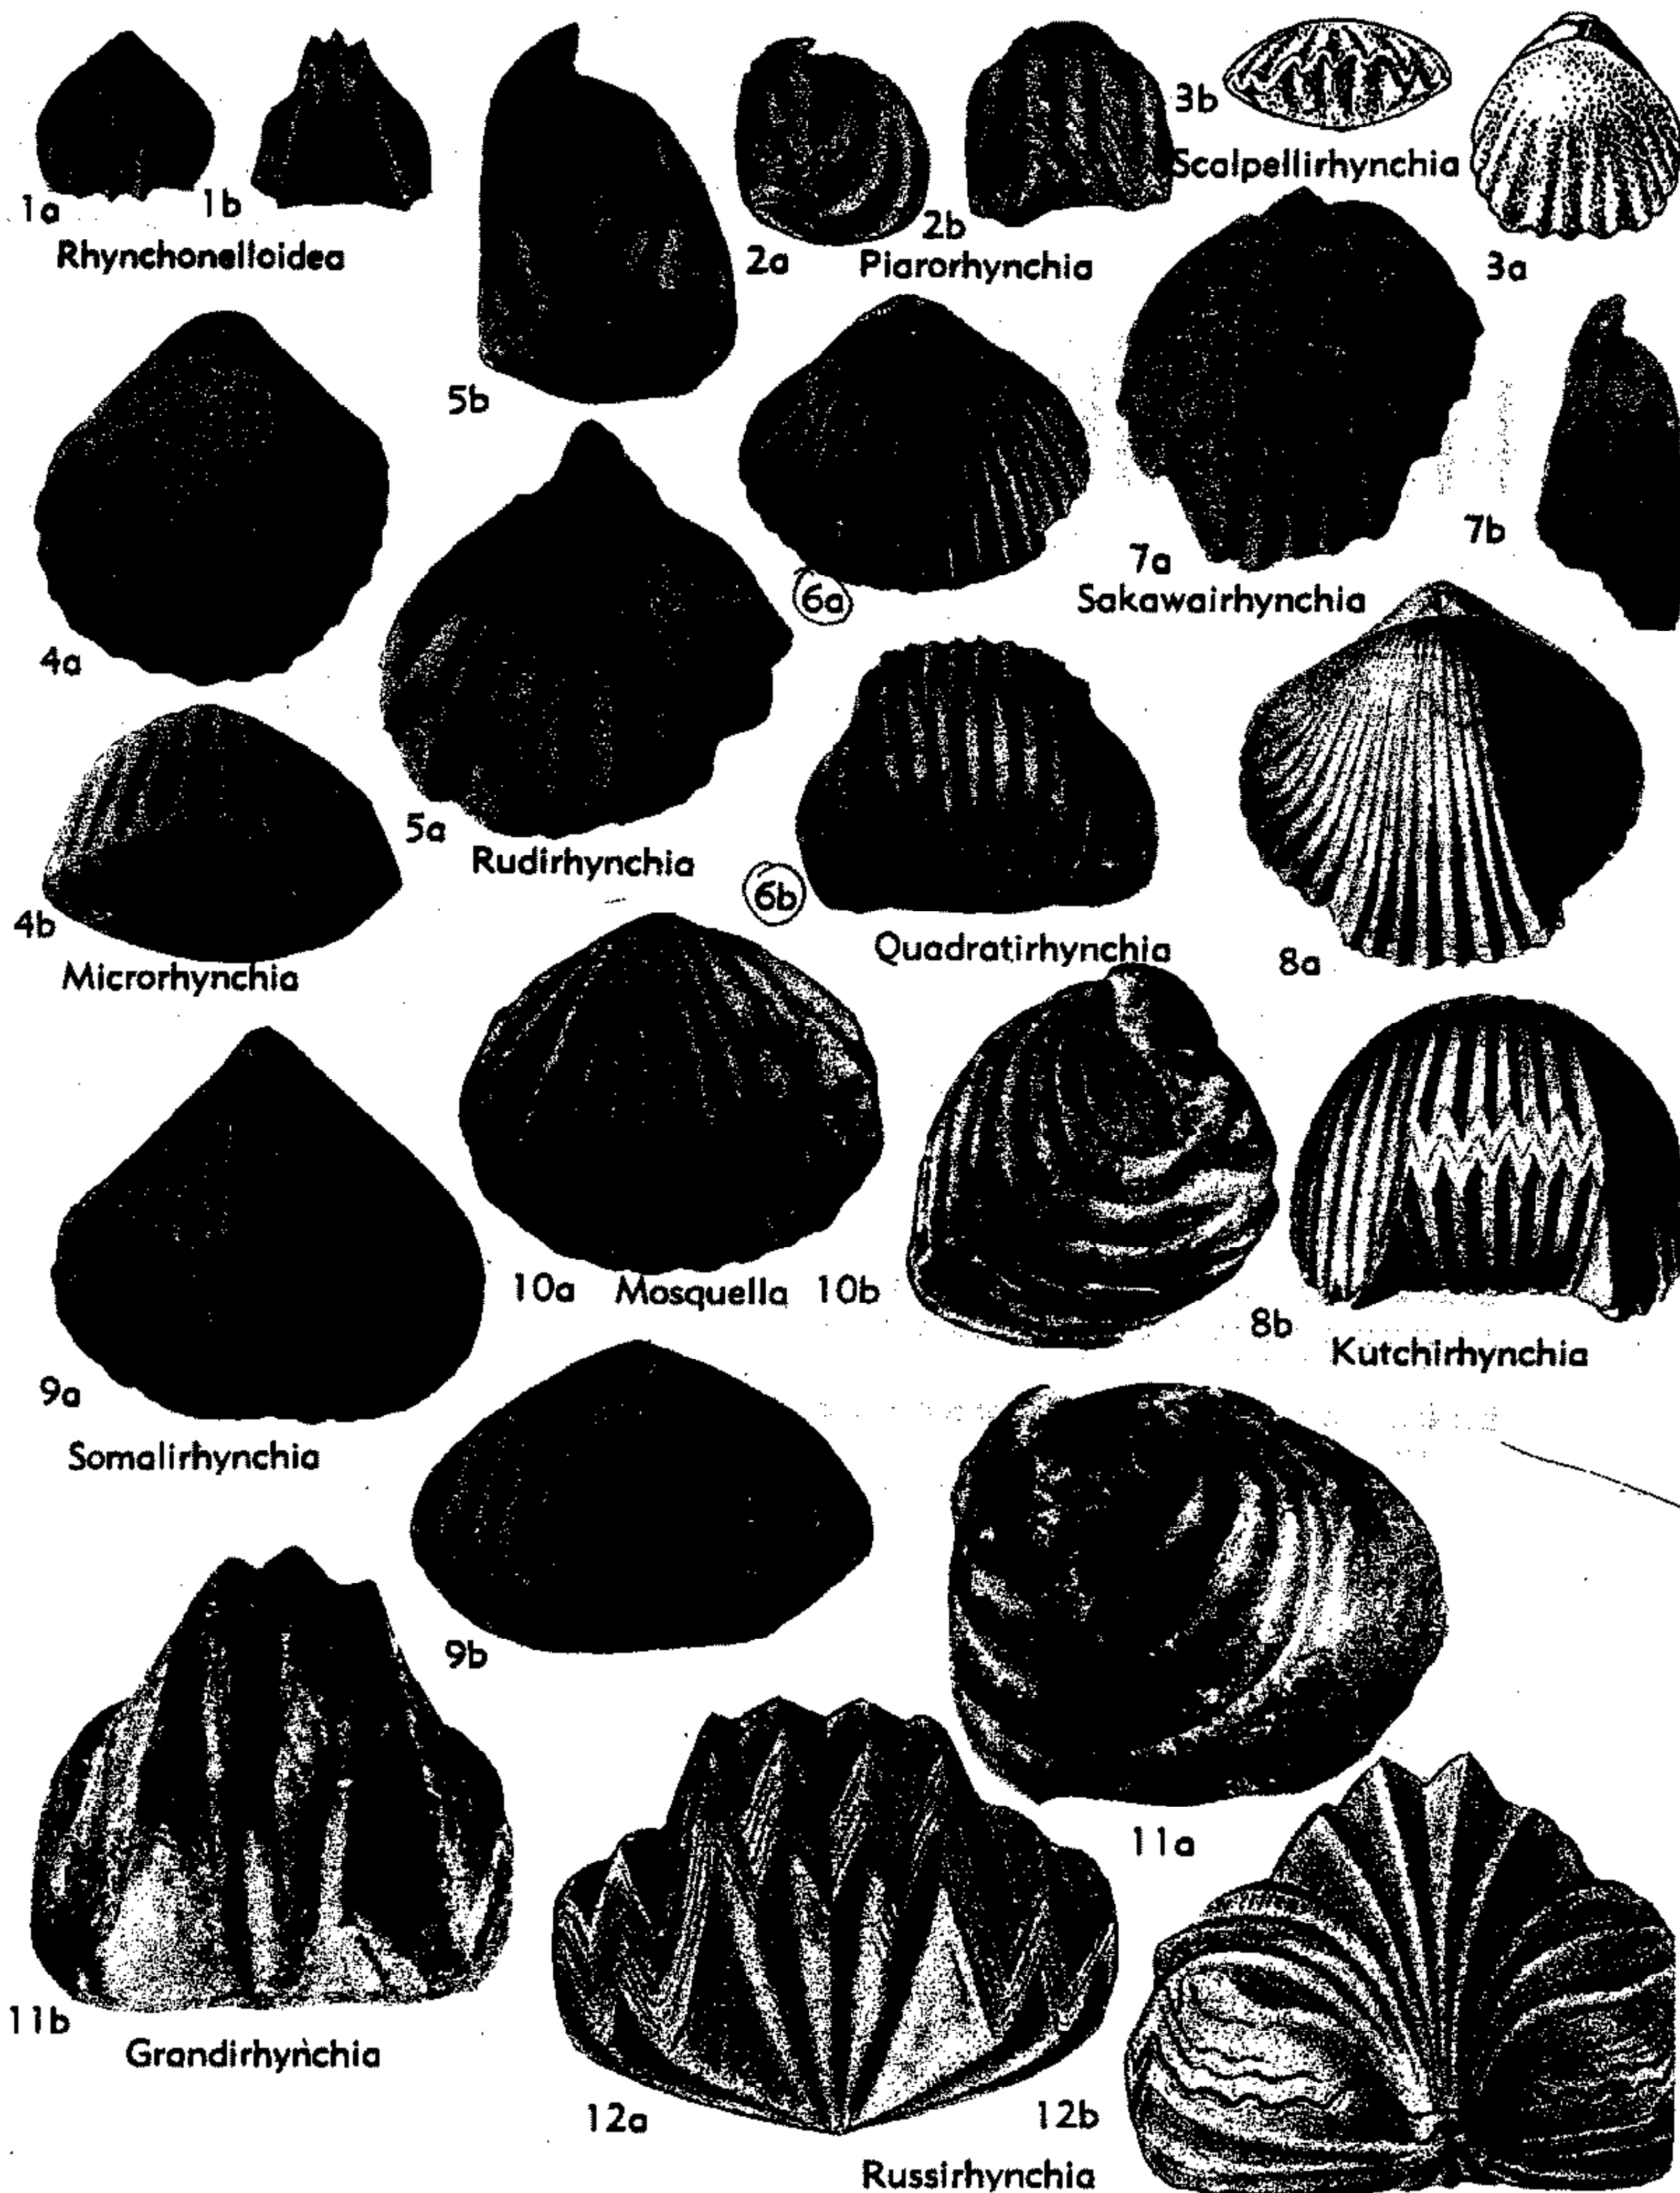 1a
1b
Rhynchonelloidea
5b
2a
2b
Piarorhynchia
3b
Scalpellirhynchia
3a
4a
4b
Microrhynchia
5a
Rudirhynchia
6a
6b
Quadratirhynchia
7a
Sakawairhynchia
7b
8a
8b
Kutchirhynchia
9a
Somalirhynchia
9b
10a Mosquella 10b
11b
Grandirhynchia
11a
12a
12b
Russirhynchia